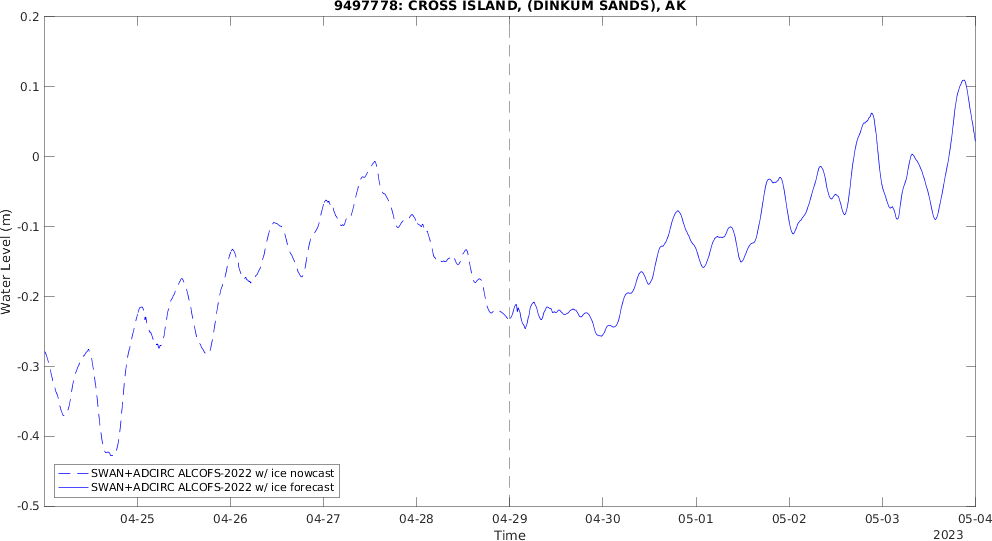 9497778: CROSS ISLAND, (DINKUM SANDS), AK
0.2
0.1
0
-0.1
-0.2
-0.3
-0.4
-0.5
Water Level (m)
SWAN+ADCIRC ALCOFS-2022 w/ ice nowcast
SWAN+ADCIRC ALCOFS-2022 w/ ice forecast
04-25 04-26 04-27 04-28 04-29 04-30 05-01 05-02 05-03 05-04
Time
2023